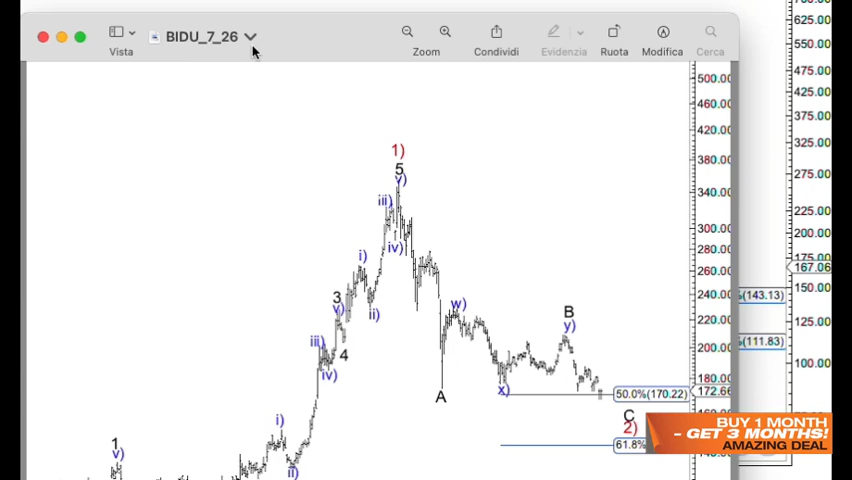 BIDU_7_26
Vista
Zoom
Condividi
Evidenzia
Ruota
Modifica
Cerca
500.00
460.00
420.00
380.00
340.00
300.00
280.00
260.00
240.00
220.00
200.00
180.00
172.66
625.00
525.00
475.00
425.00
375.00
325.00
275.00
225.00
200.00
167.06
150.00
125.00
100.00
%(143.13)
%(111.83)
1)
5
v)
iii)
iv)
i)
ii)
3
v)
4
iii)
iv)
i)
ii)
1
v)
w)
A
x)
B
y)
50.0%(170.22)
C
2)
61.8%
BUY 1 MONTH
- GET 3 MONTHS!
AMAZING DEAL